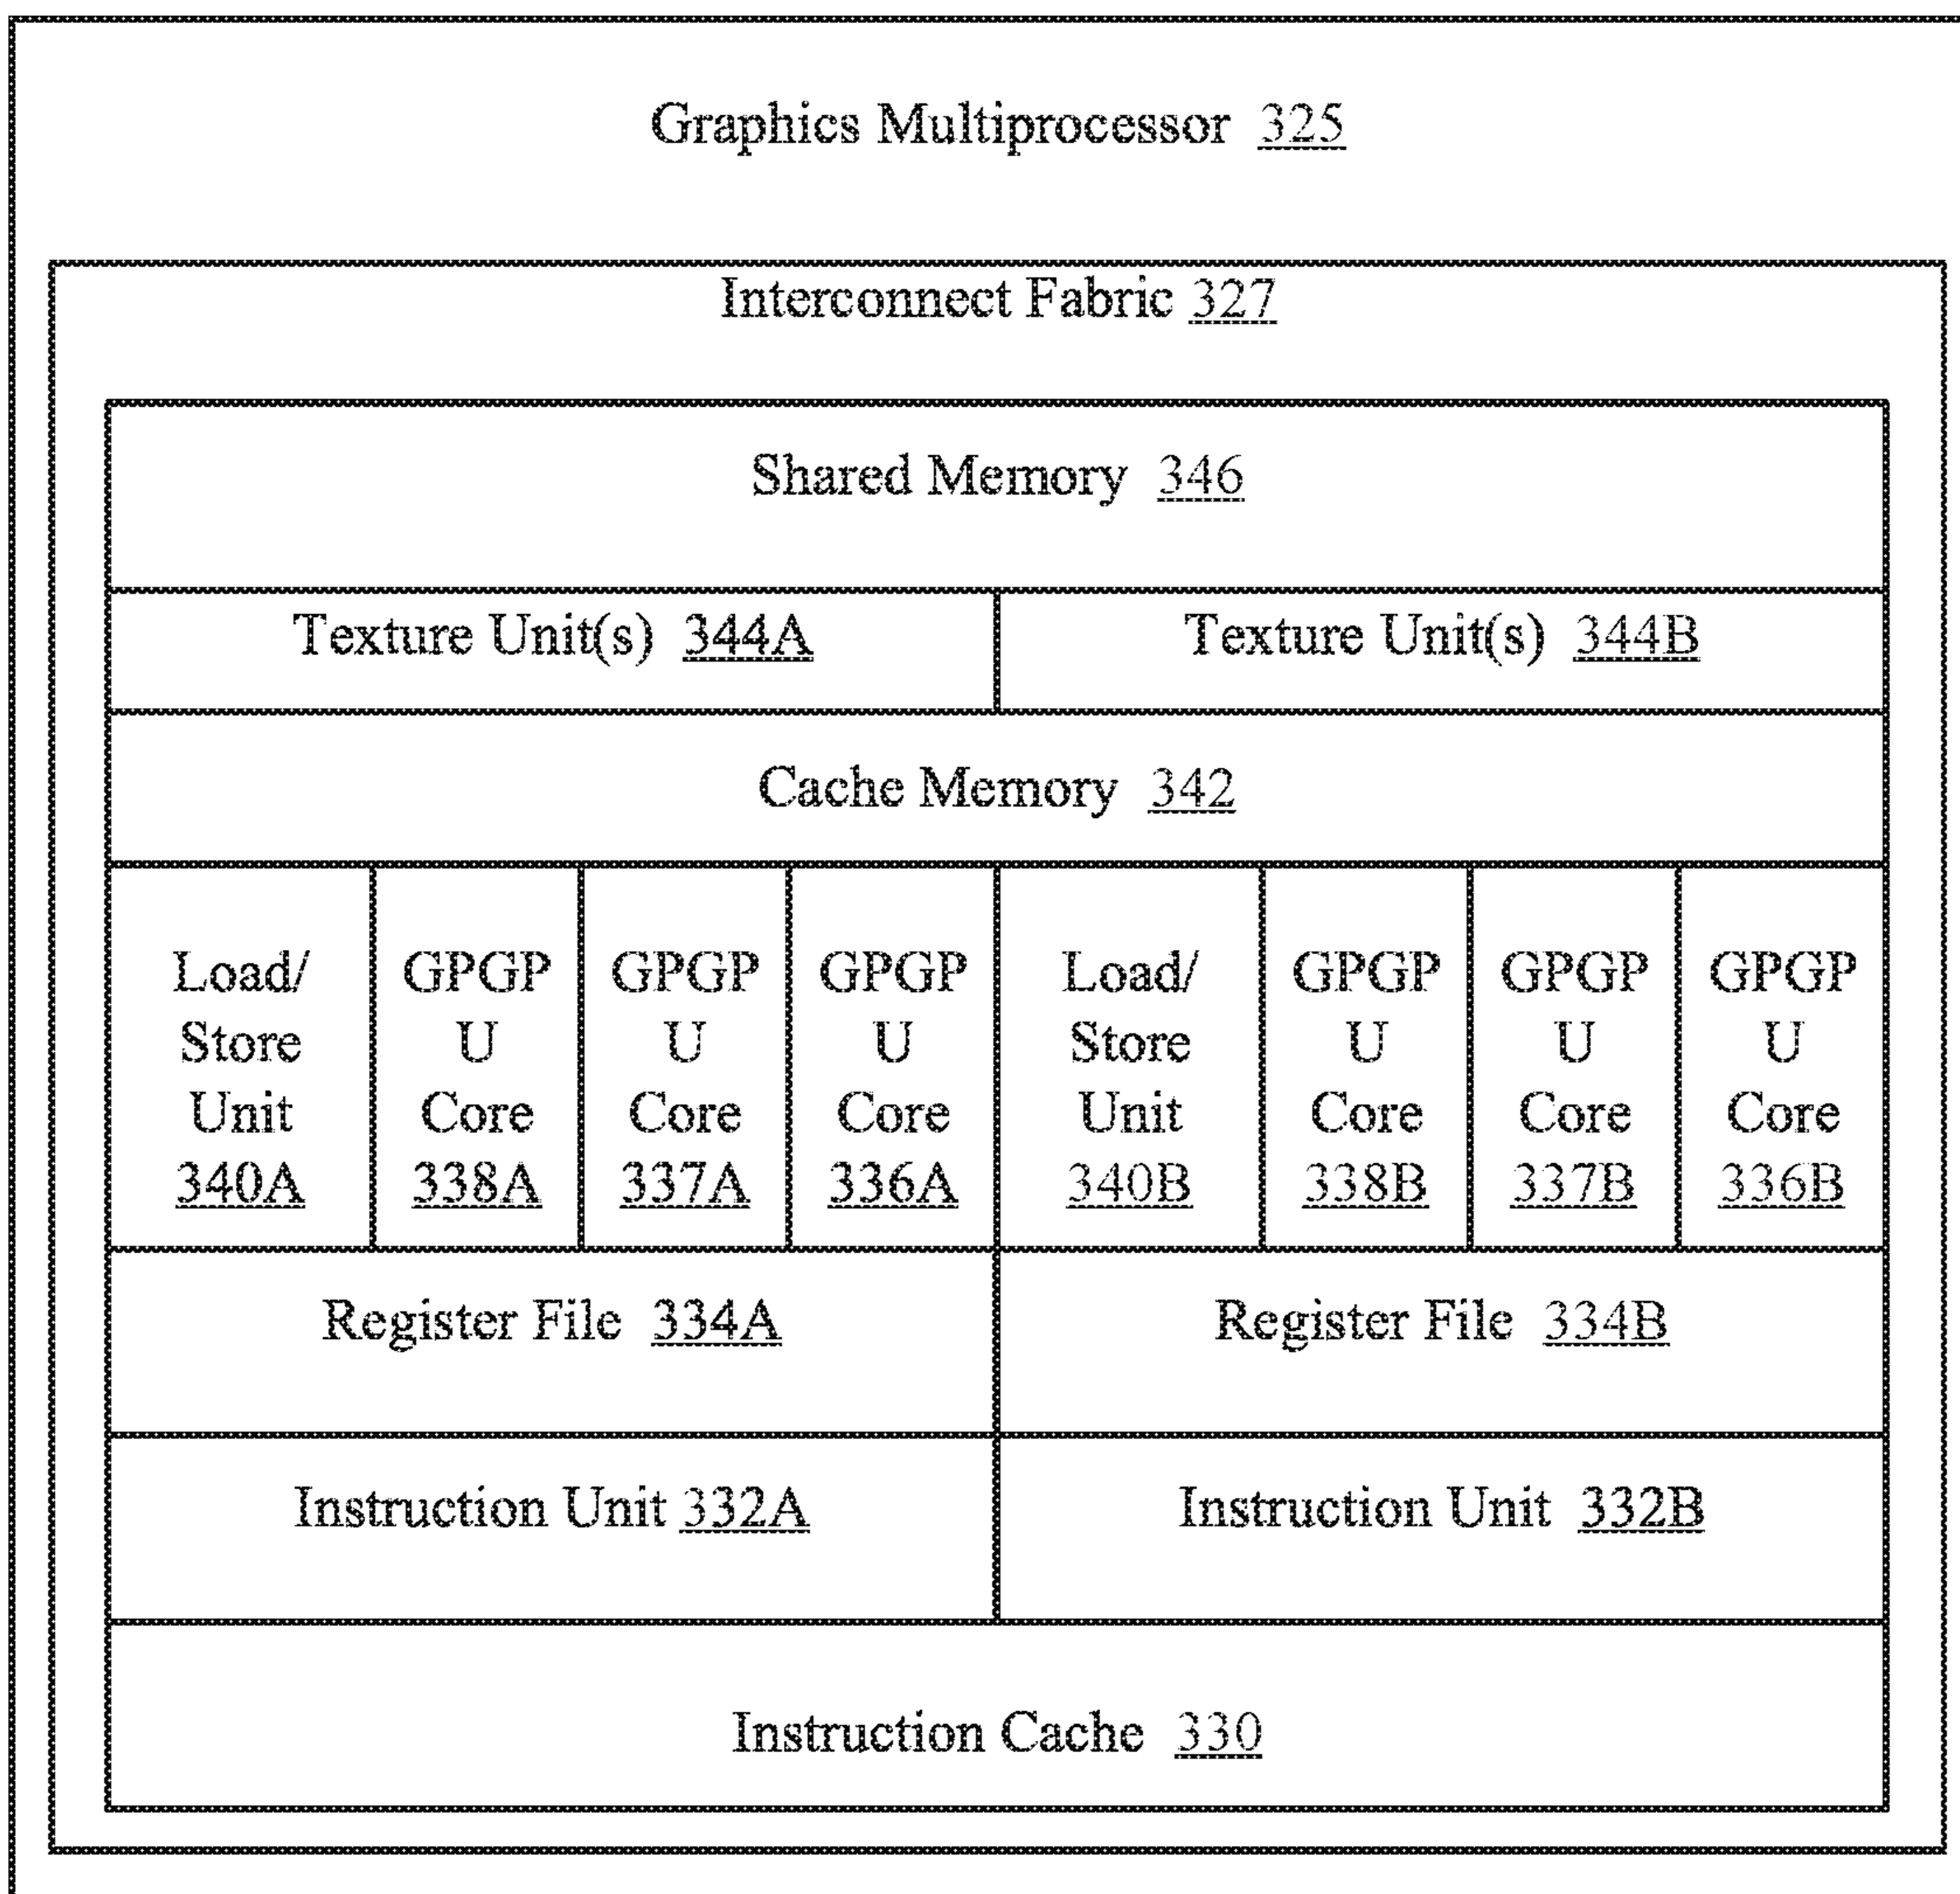 Graphics Multiprocessor 325
Interconnect Fabric 327
Shared Memory 346
Texture Unit(s) 344A
Texture Unit(s) 344B
Cache Memory 342
Load/
Store
Unit
340A
GPGP
U
Core
338A
GPGP
U
Core
337A
GPGP
U
Core
336A
Load/
Store
Unit
340B
GPGP
U
Core
338B
GPGP
U
Core
337B
GPGP
U
Core
336B
Register File 334A
Register File 334B
Instruction Unit 332A
Instruction Unit 332B
Instruction Cache 330